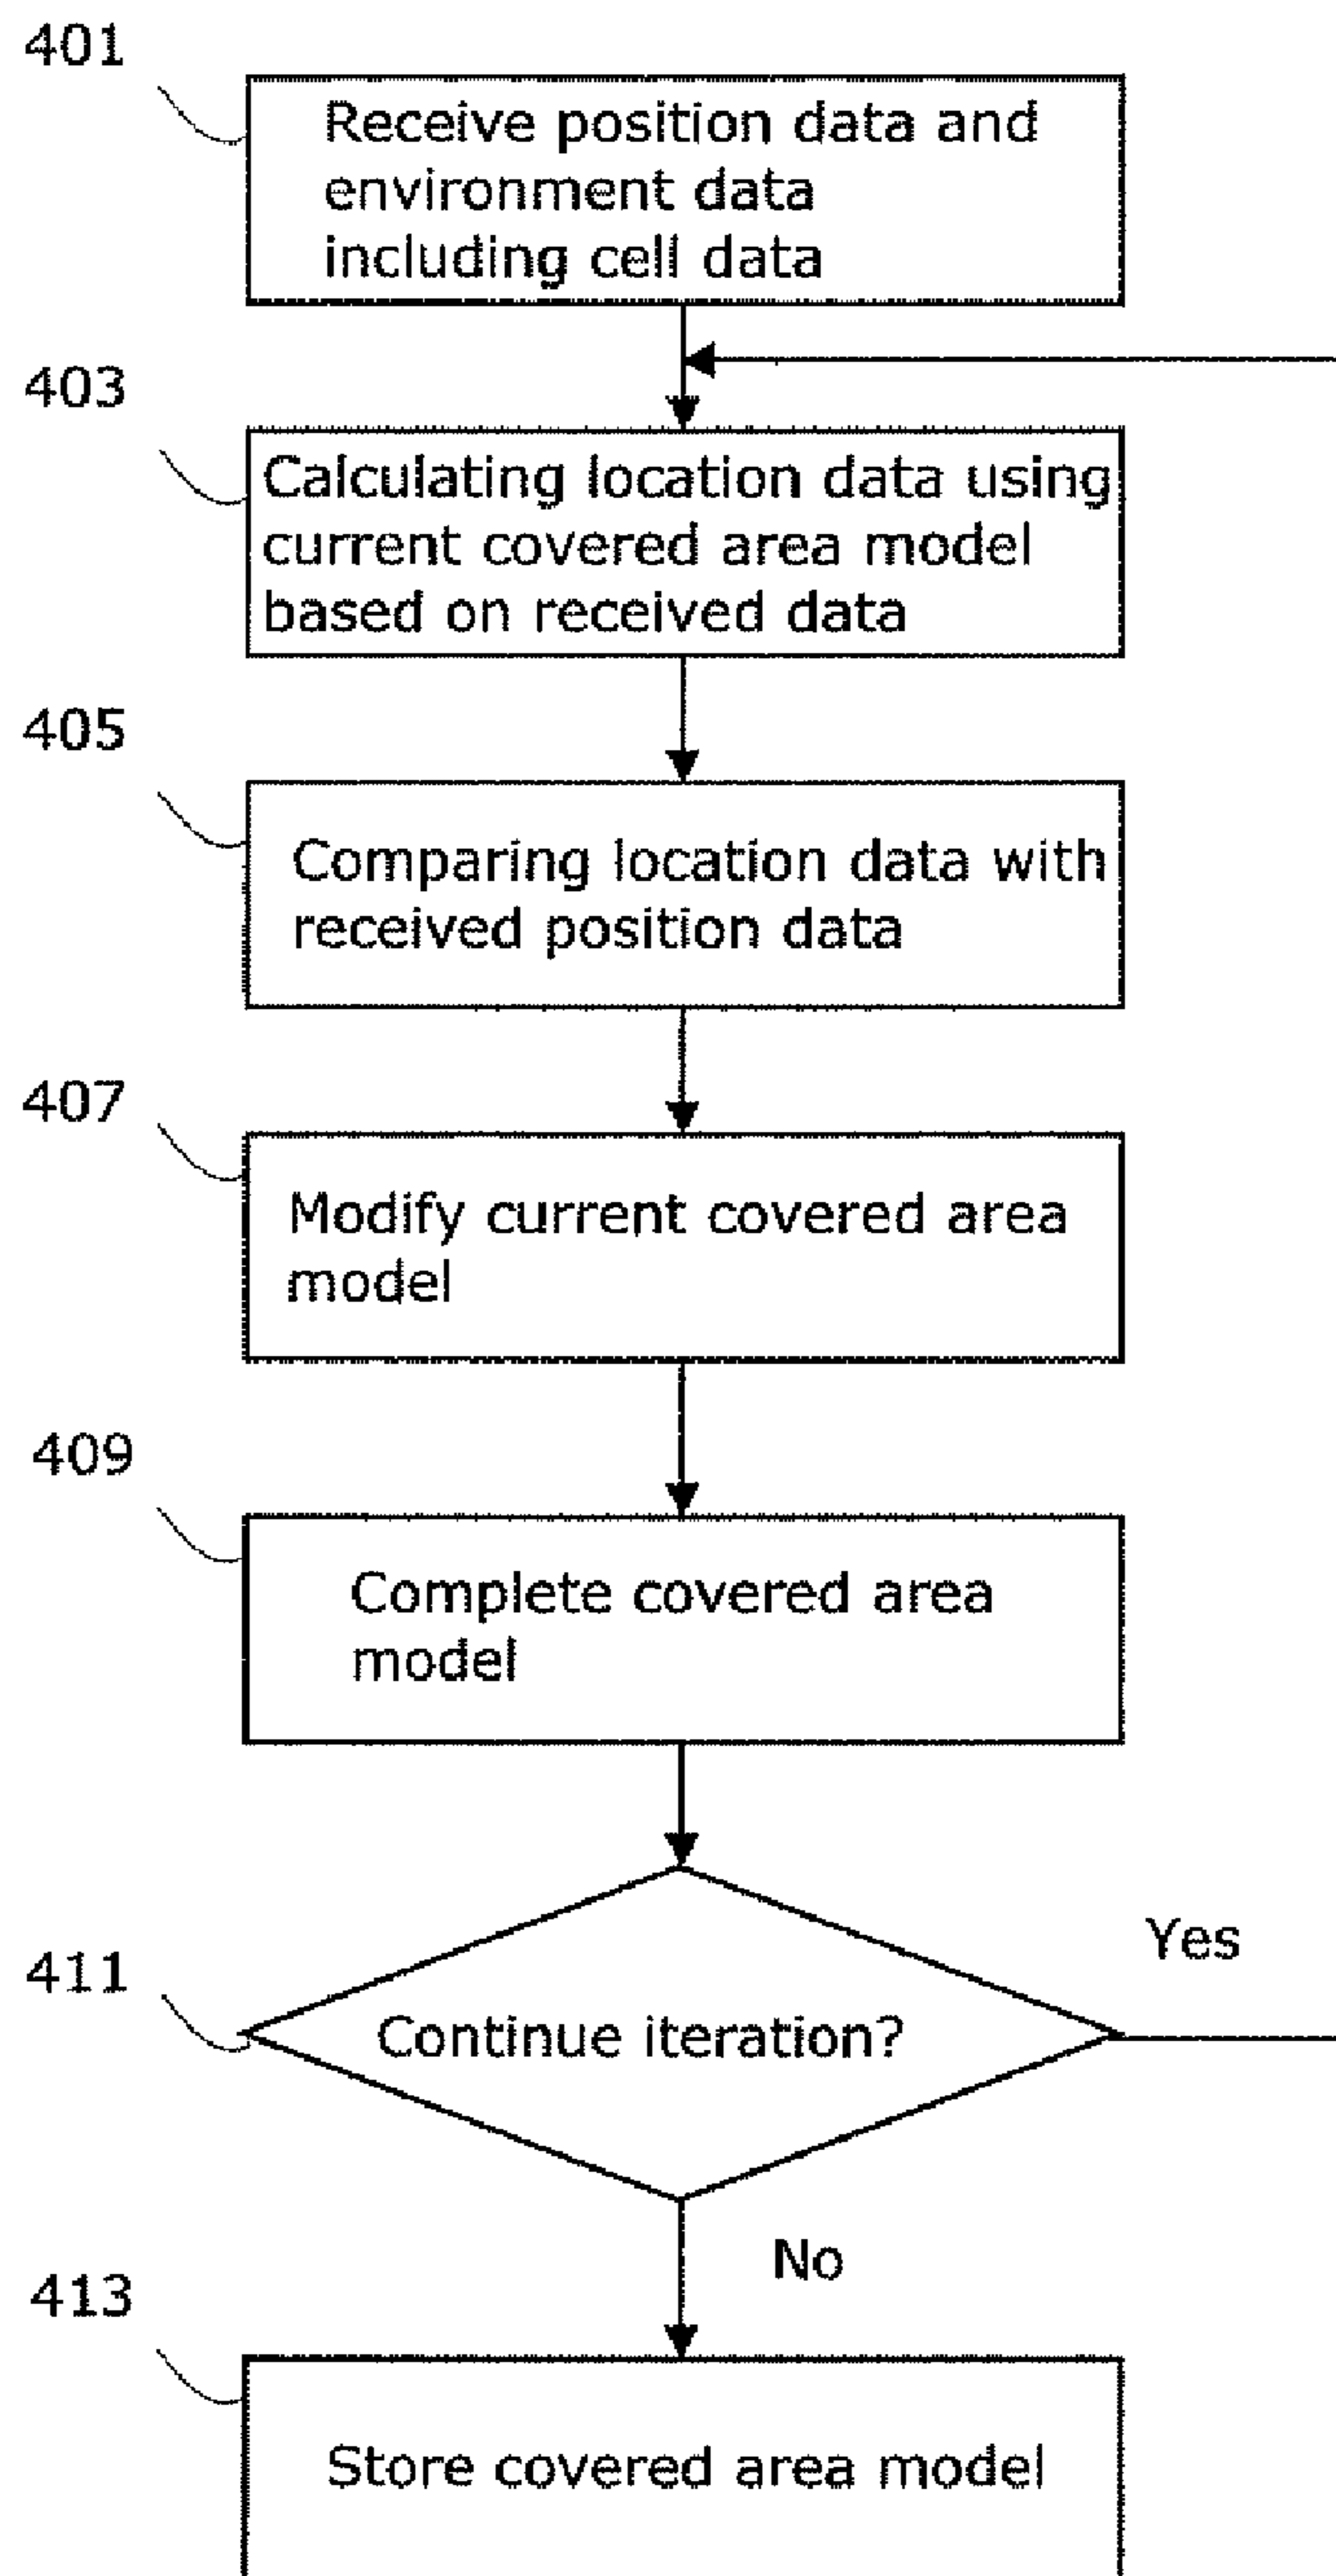 401
Receive position data and
environment data
including cell data
403
Calculating location data using
current covered area model
based on received data
405
Comparing location data with
received position data
407
Modify current covered area
model
409
Complete covered area
model
411
Continue iteration?
Yes
No
413
Store covered area model